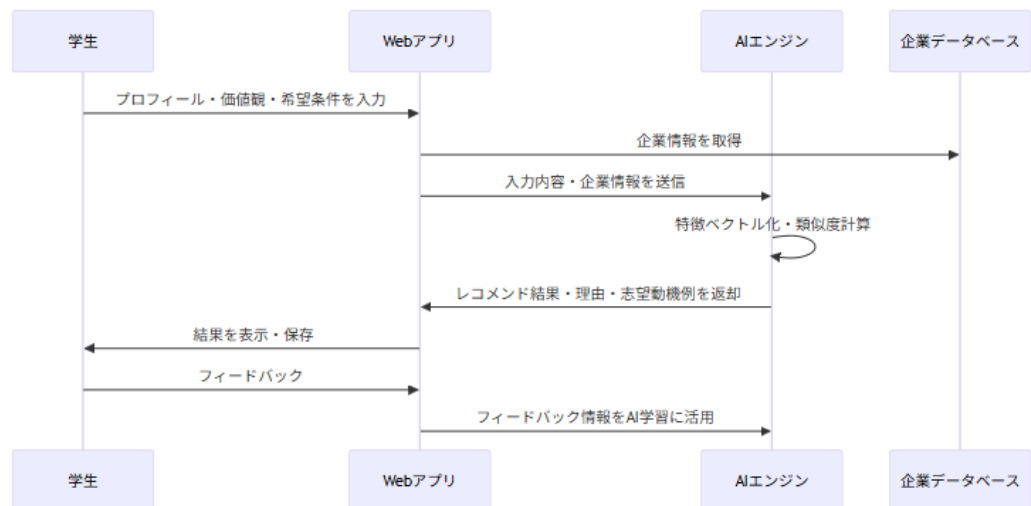 学生
Webアプリ
AIエンジン
企業データベース
プロフィール・価値観・希望条件を入力
企業情報を取得
入力内容・企業情報を送信
特徴ベクトル化・類似度計算
レコメンド結果・理由・志望動機例を返却
結果を表示・保存
フィードバック
フィードバック情報をAI学習に活用
学生
Webアプリ
AIエンジン
企業データベース